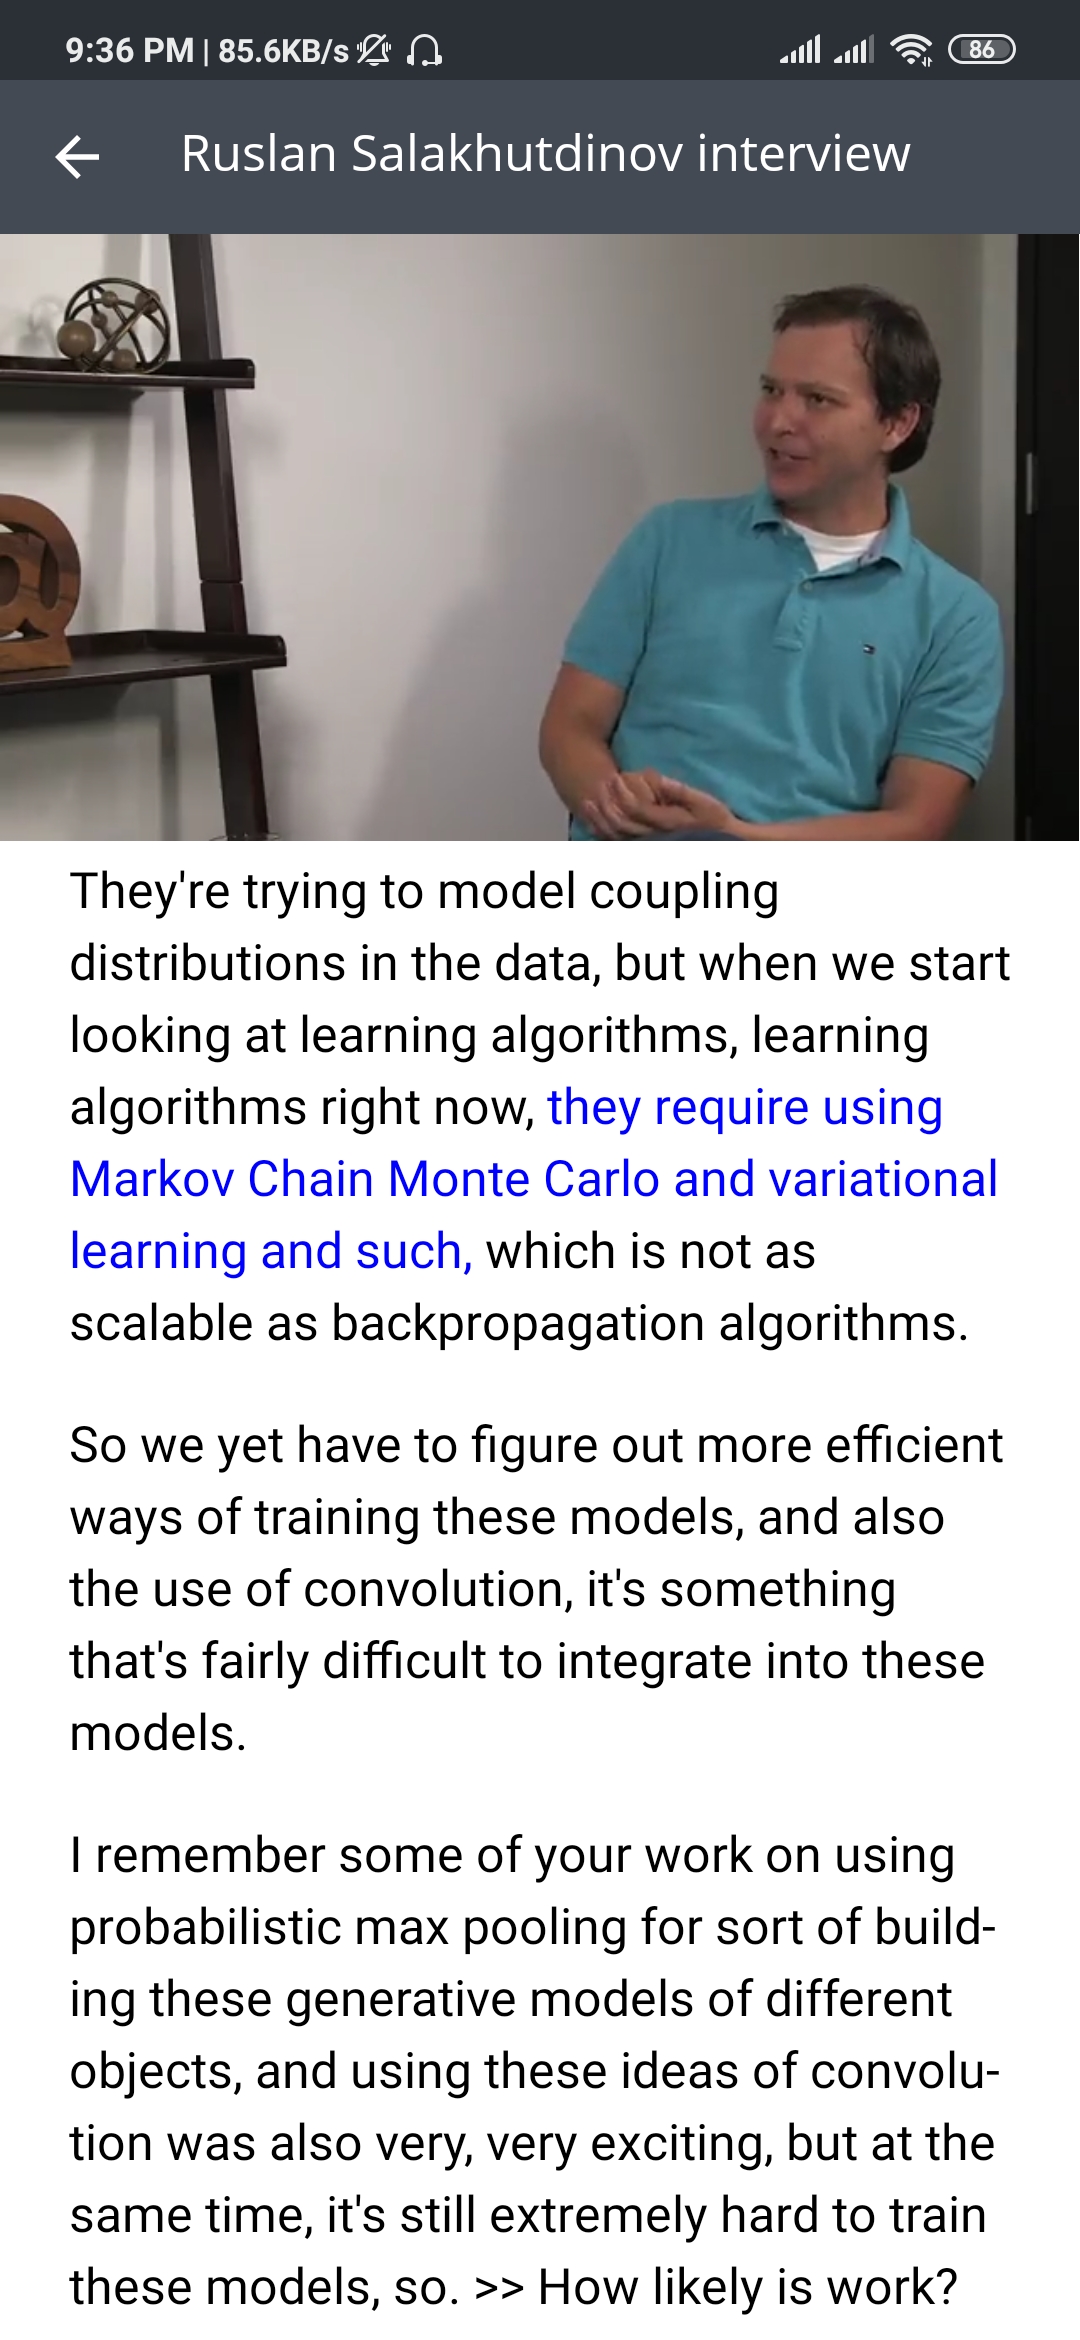 9:36 PM | 85.6KB/s
86
Ruslan Salakhutdinov interview
They're trying to model coupling
distributions in the data, but when we start
looking at learning algorithms, learning
algorithms right now, they require using
Markov Chain Monte Carlo and variational
learning and such, which is not as
scalable as backpropagation algorithms.
So we yet have to figure out more efficient
ways of training these models, and also
the use of convolution, it's something
that's fairly difficult to integrate into these
models.
I remember some of your work on using
probabilistic max pooling for sort of build-
ing these generative models of different
objects, and using these ideas of convolu-
tion was also very, very exciting, but at the
same time, it's still extremely hard to train
these models, so. >> How likely is work?